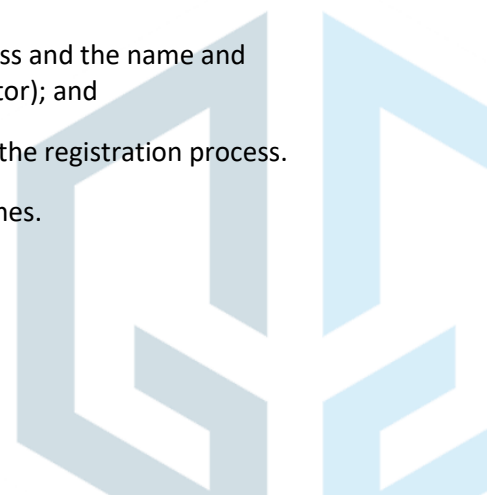 ss and the name and
tor); and
the registration process.
nes.